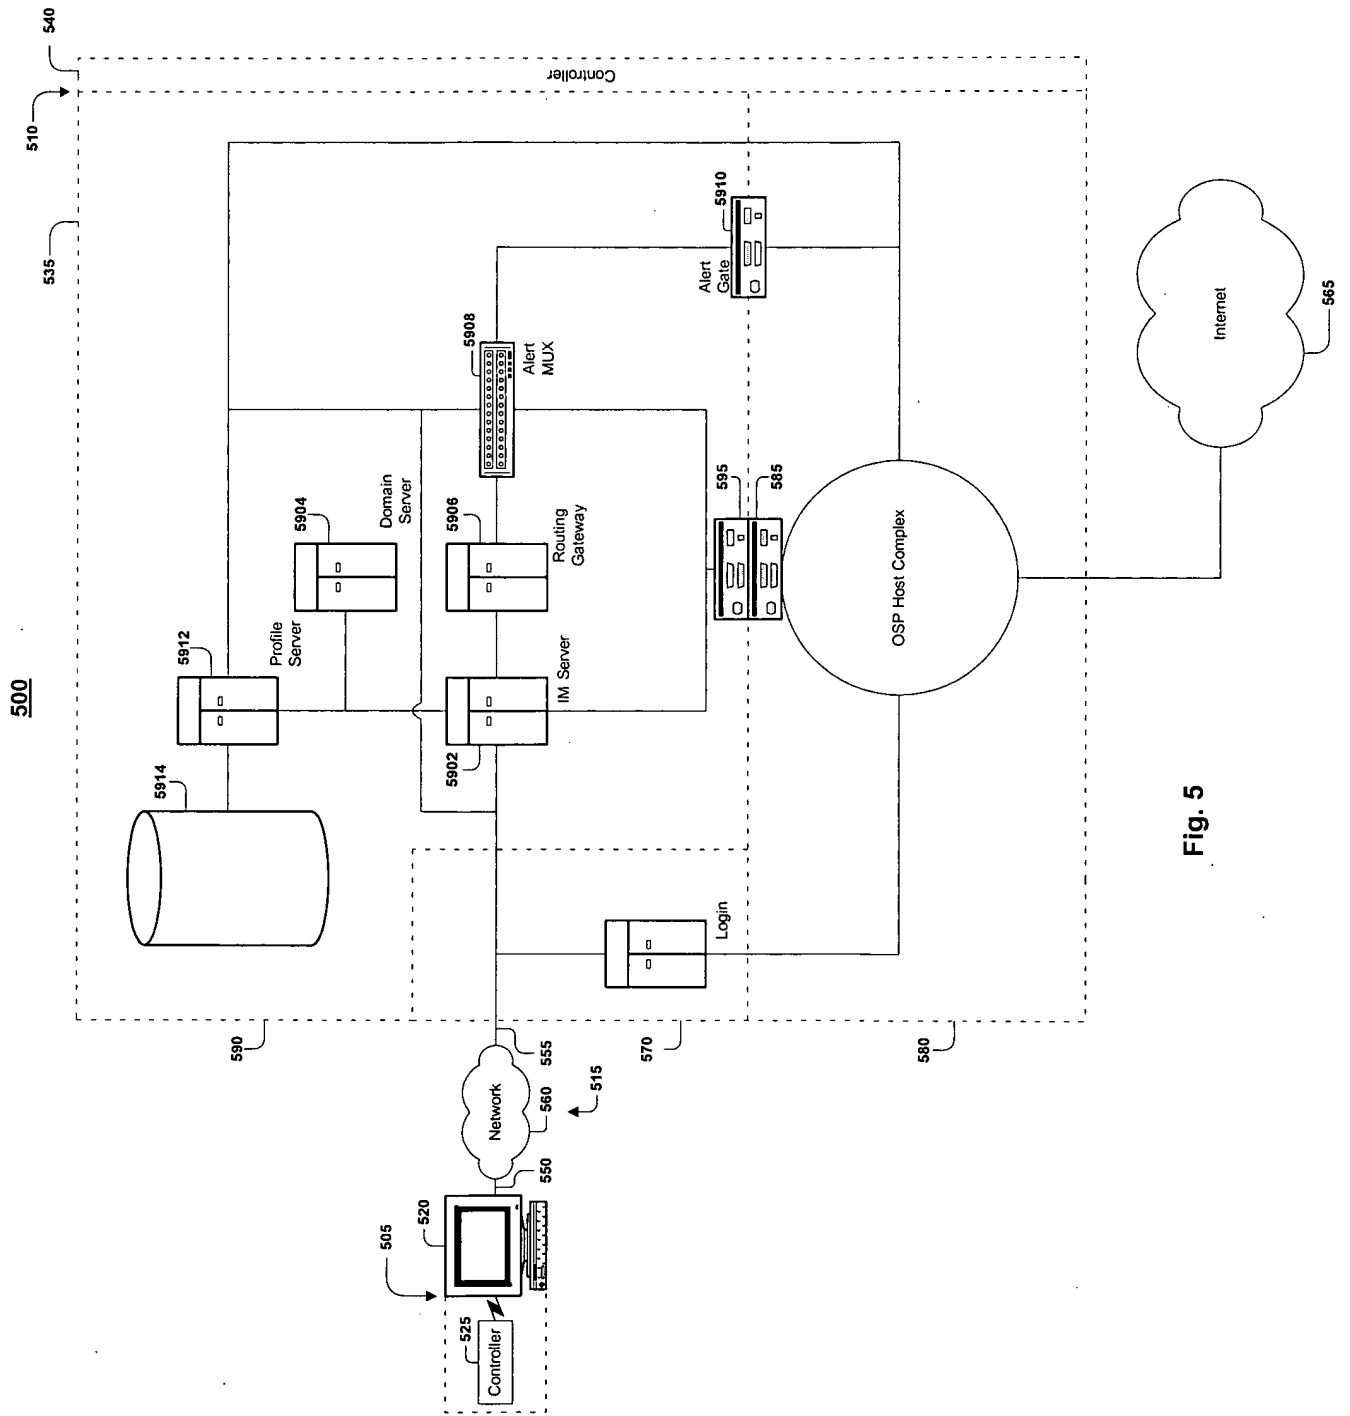 500
510
540
535
Controller
5914
5912
Profile
Server
5904
Domain
Server
5902
IM Server
5906
Routing
Gateway
5908
Alert
MUX
Alert
Gate
5910
595
585
OSP Host Complex
Internet
565
590
570
580
Login
555
Network
560
515
550
505
520
525
Controller
Fig. 5